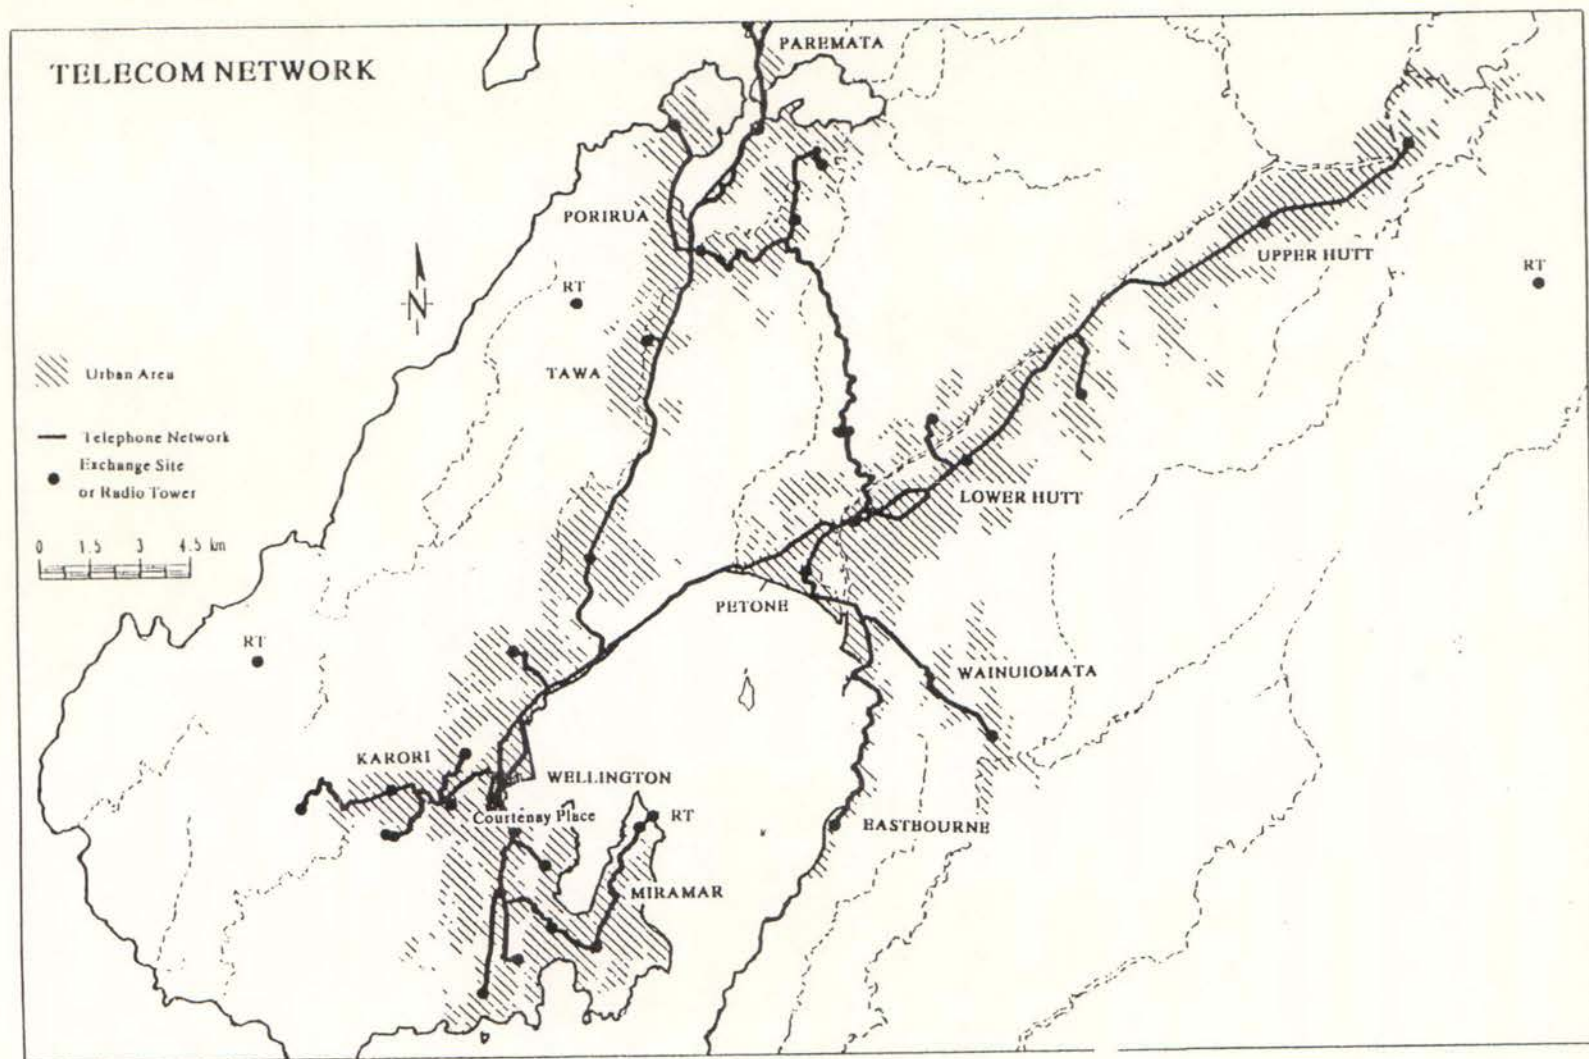 TELECOM NETWORK
PAREMATA
PORIRUA
UPPER HUTT
RT
RT
N
TAWA
Urban Area
Telephone Network
Exchange Site
or Radio Tower
LOWER HUTT
0 1.5 3 4.5 km
PETONE
RT
WAINUIOMATA
KARORI
WELLINGTON
Courtenay Place
RT
EASTBOURNE
MIRAMAR